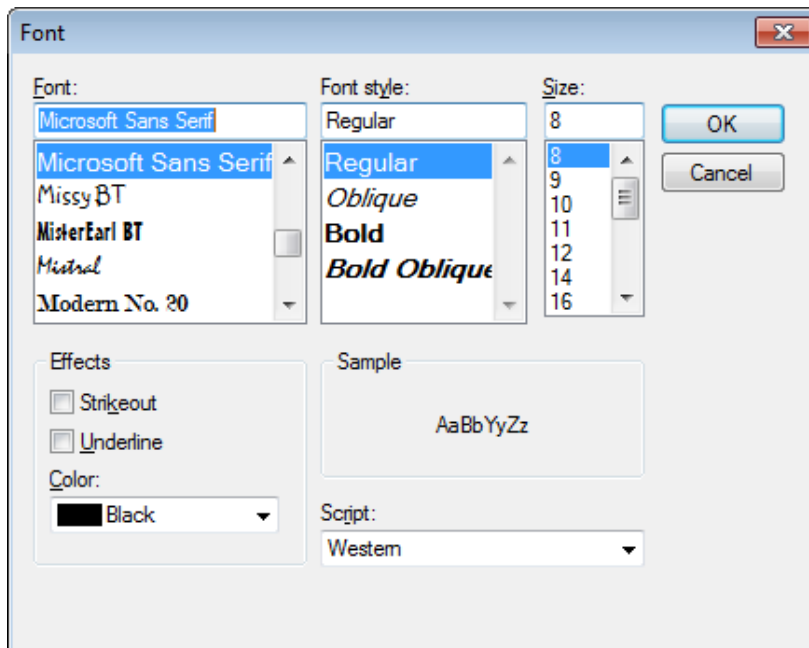 Font
Font: Font style: Size:
Microsoft Sans Serif Regular 8
OK
Cancel
Microsoft Sans Serif
Missy BT
MisterEarl BT
Mistral
Modern No. 20
Regular
Oblique
Bold
Bold Oblique
8
9
10
11
12
14
16
Effects
Strikeout
Underline
Color:
Black
Sample
AaBbYyZz
Script:
Western